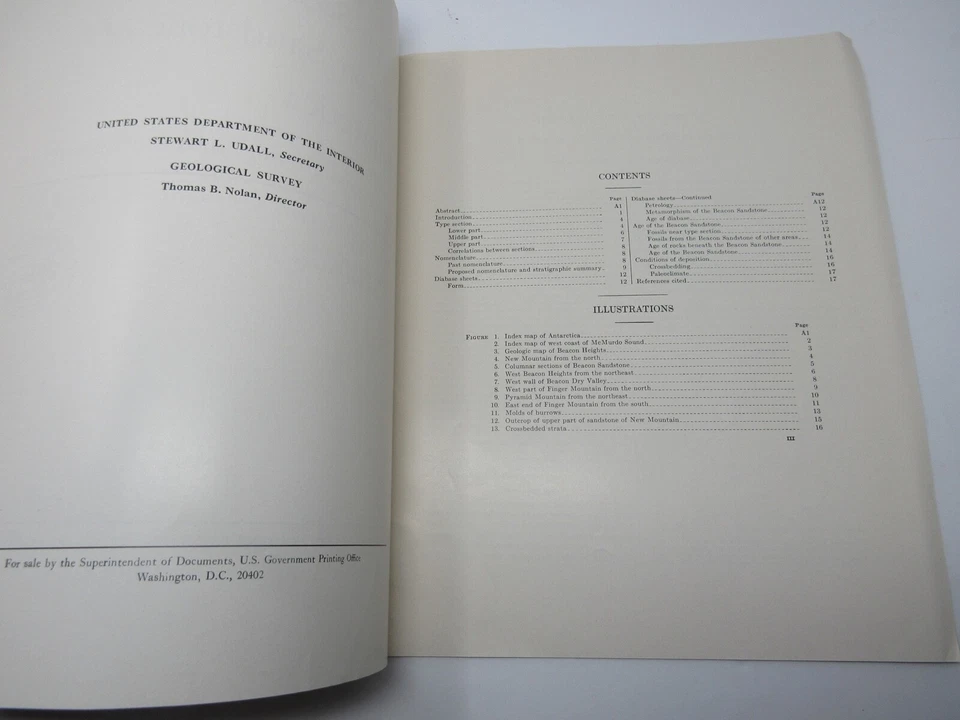 UNITED STATES DEPARTMENT OF THE INTERIOR
STEWART L. UDALL, Secretary
GEOLOGICAL SURVEY
Thomas B. Nolan, Director
For sale by the Superintendent of Documents, U.S. Government Printing Office
Washington, D.C., 20402
CONTENTS
Page
Abstract A1
Introduction 1
Type section 4
Lower part 4
Middle part 6
Upper part 7
Correlations between sections 8
Nomenclature 8
Past nomenclature 8
Proposed nomenclature and stratigraphic summary 9
Diabase sheets 12
Form 12
Page
Diabase sheets—Continued
Petrology A12
Metamorphism of the Beacon Sandstone 12
Age of diabase 12
Age of the Beacon Sandstone 12
Fossils near type section 12
Fossils from the Beacon Sandstone of other areas 14
Age of rocks beneath the Beacon Sandstone 14
Age of the Beacon Sandstone 14
Conditions of deposition 16
Crossbedding 16
Paleoclimate 17
References cited 17
ILLUSTRATIONS
Page
FIGURE 1. Index map of Antarctica A1
2. Index map of west coast of McMurdo Sound 2
3. Geologic map of Beacon Heights 3
4. New Mountain from the north 4
5. Columnar sections of Beacon Sandstone 5
6. West Beacon Heights from the northeast 6
7. West wall of Beacon Dry Valley 8
8. West part of Finger Mountain from the north 9
9. Pyramid Mountain from the northeast 10
10. East end of Finger Mountain from the south 11
11. Molds of burrows 13
12. Outcrop of upper part of sandstone of New Mountain 15
13. Crossbedded strata 16
III